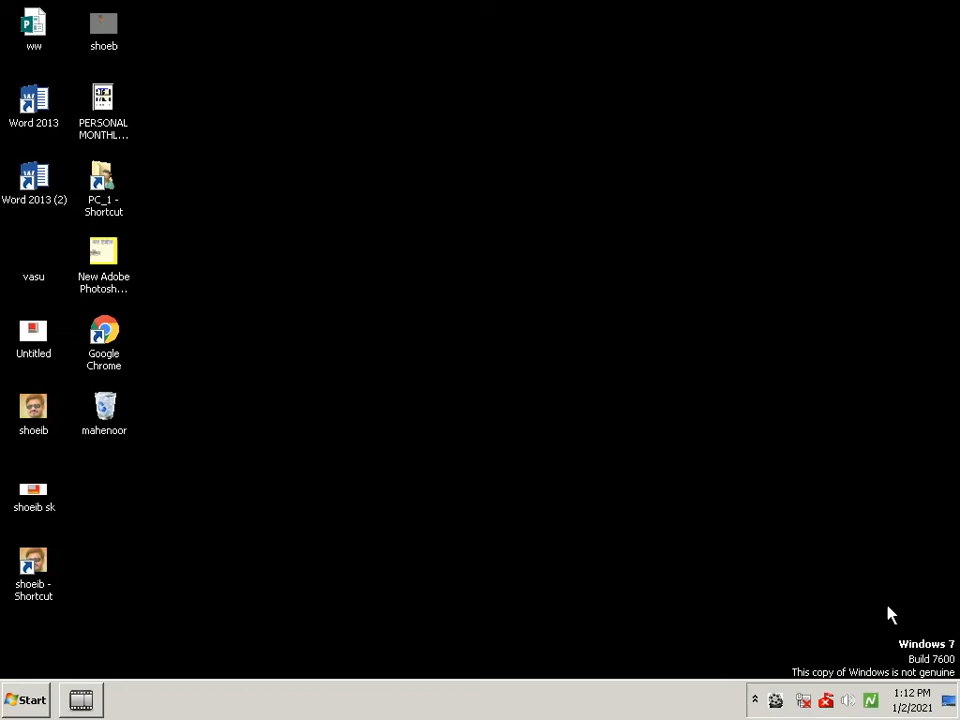 ww
shoeb
Word 2013
PERSONAL
MONTHL...
Word 2013 (2)
PC_1 -
Shortcut
vasu
New Adobe
Photosh...
Untitled
Google
Chrome
shoeib
mahenoor
shoeib sk
shoeib -
Shortcut
Windows 7
Build 7600
This copy of Windows is not genuine
Start
1:12 PM
1/2/2021